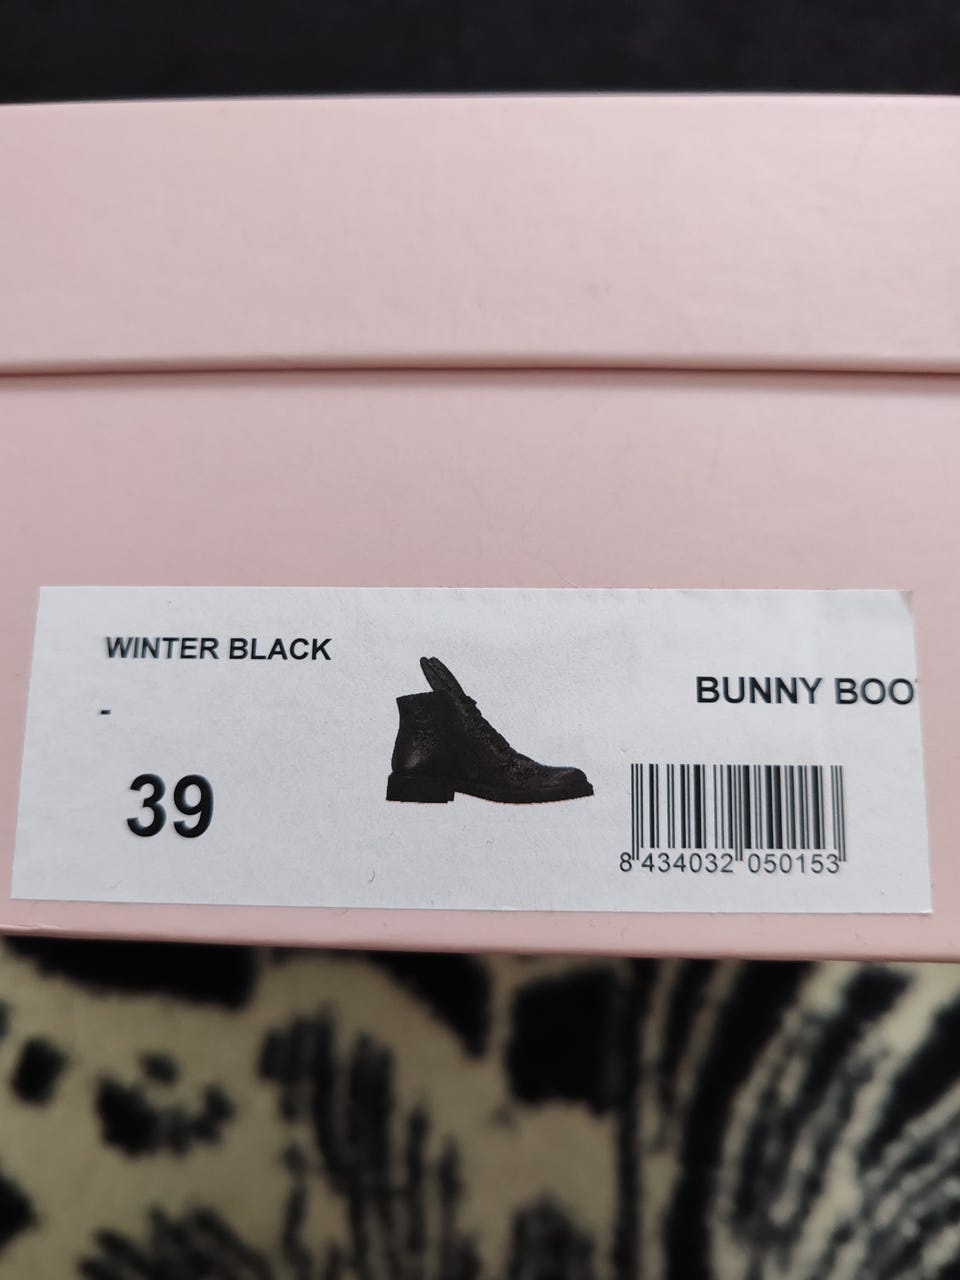 WINTER BLACK
-
39
BUNNY BOO
8 434032 050153